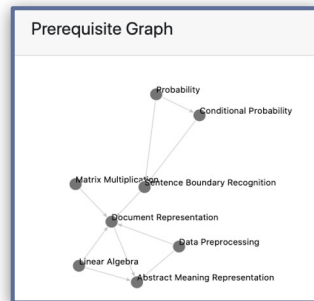 Prerequisite Graph
Probability
Conditional Probability
Matrix Multiplication
Sentence Boundary Recognition
Document Representation
Data Preprocessing
Linear Algebra
Abstract Meaning Representation